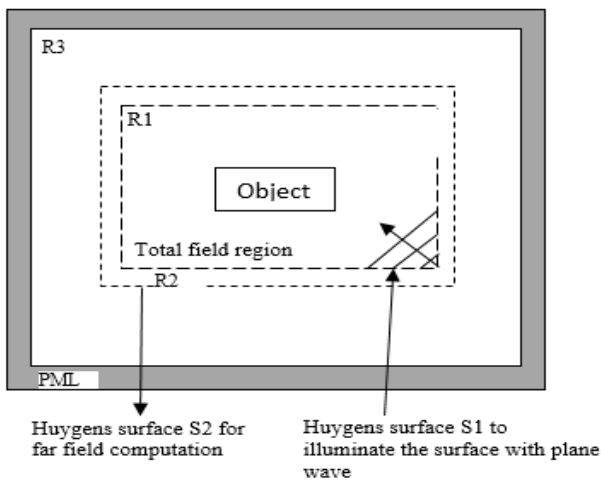 R3
R1
Object
Total field region
R2
PML
Huygens surface S2 for
far field computation
Huygens surface S1 to
illuminate the surface with plane
wave